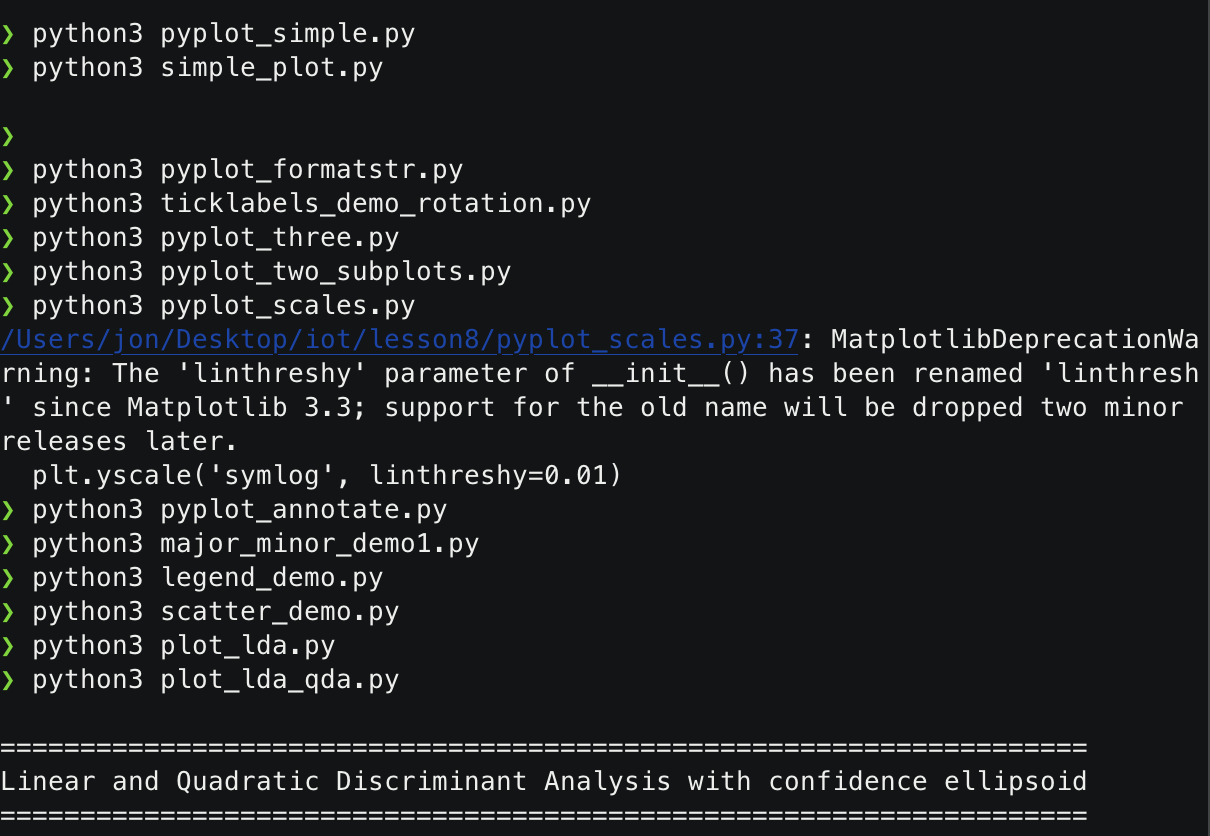 ❯ python3 pyplot_simple.py
❯ python3 simple_plot.py
❯
❯ python3 pyplot_formatstr.py
❯ python3 ticklabels_demo_rotation.py
❯ python3 pyplot_three.py
❯ python3 pyplot_two_subplots.py
❯ python3 pyplot_scales.py
/Users/jon/Desktop/iot/lesson8/pyplot_scales.py:37: MatplotlibDeprecationWa
rning: The 'linthreshy' parameter of __init__() has been renamed 'linthresh
' since Matplotlib 3.3; support for the old name will be dropped two minor
releases later.
  plt.yscale('symlog', linthreshy=0.01)
❯ python3 pyplot_annotate.py
❯ python3 major_minor_demo1.py
❯ python3 legend_demo.py
❯ python3 scatter_demo.py
❯ python3 plot_lda.py
❯ python3 plot_lda_qda.py
====================================================================
Linear and Quadratic Discriminant Analysis with confidence ellipsoid
====================================================================